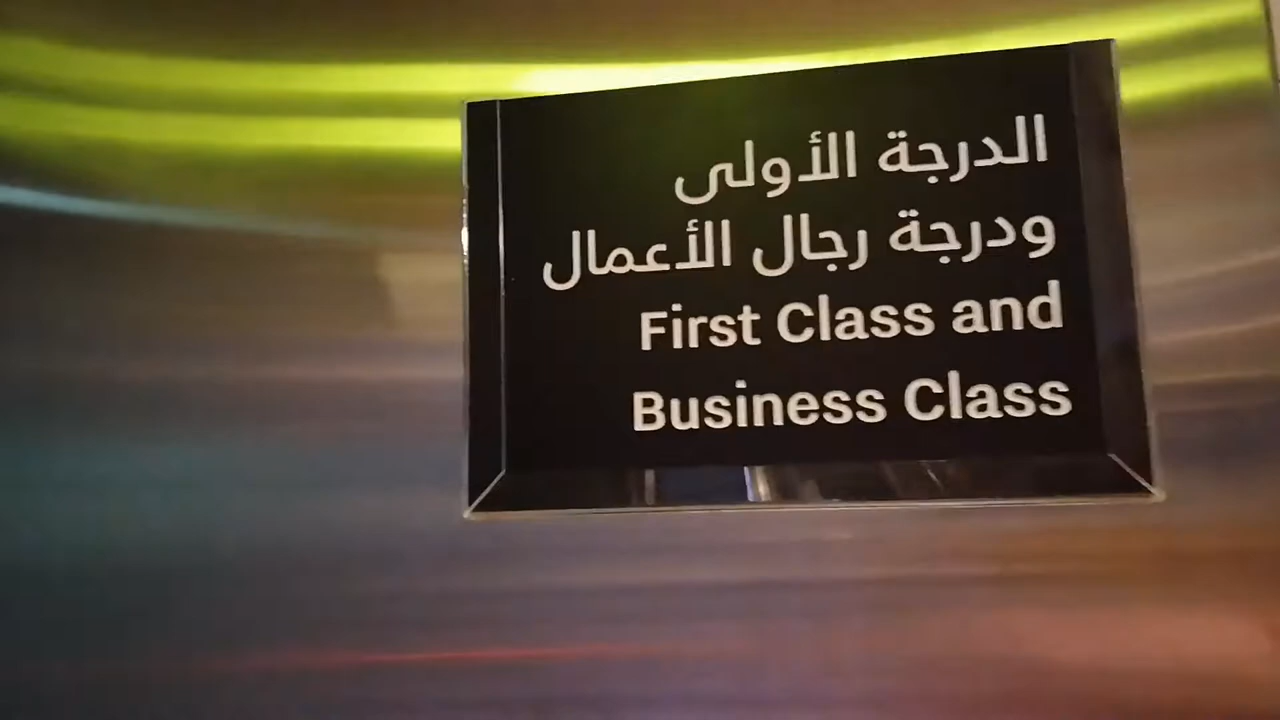 الدرجة الأولى
ودرجة رجال الأعمال
First Class and
Business Class